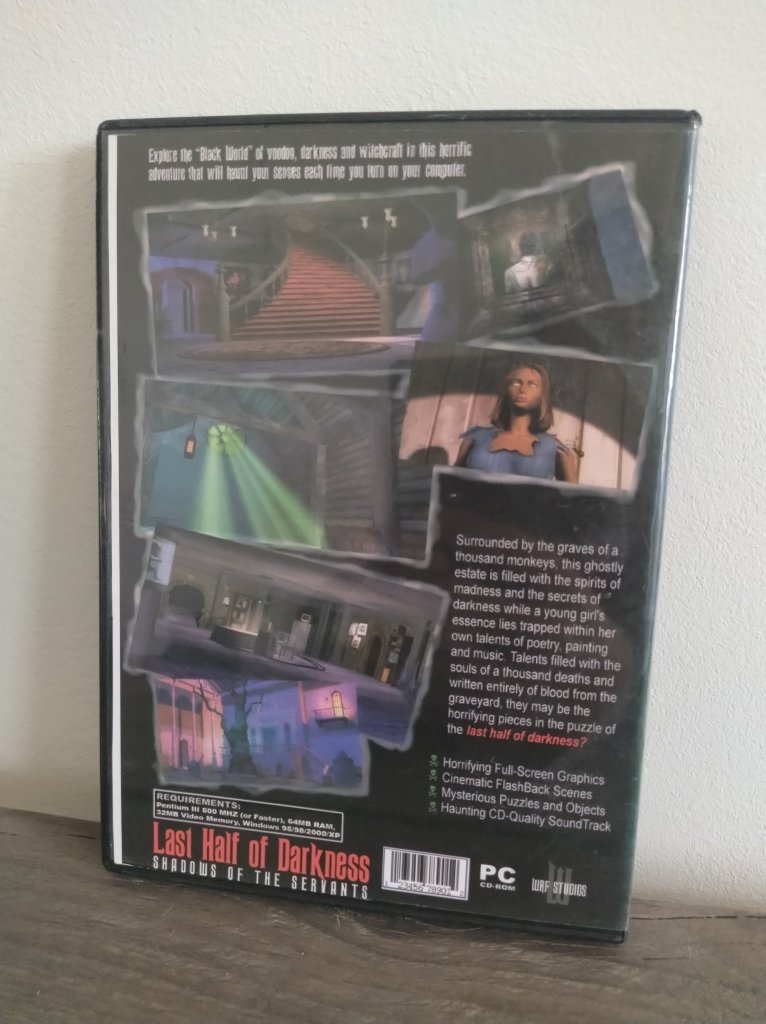 Explore the "Black World" of voodoo, darkness and witchcraft in this horrific
adventure that will haunt your senses each time you turn on your computer.
Surrounded by the graves of a
thousand monkeys, this ghostly
estate is filled with the spirits of
madness and the secrets of
darkness while a young girl's
essence lies trapped within her
own talents of poetry, painting
and music. Talents filled with the
souls of a thousand deaths and
written entirely of blood from the
graveyard, they may be the
horrifying pieces in the puzzle of
the last half of darkness?
Horrifying Full-Screen Graphics
Cinematic FlashBack Scenes
Mysterious Puzzles and Objects
Haunting CD-Quality SoundTrack
REQUIREMENTS:
Pentium III 500 MHZ (or Faster), 64MB RAM,
32MB Video Memory, Windows 95/98/2000/XP
Last Half of Darkness
SHADOWS OF THE SERVANTS
1 23456 78901 2
PC
CD-ROM
W
WRF STUDIOS